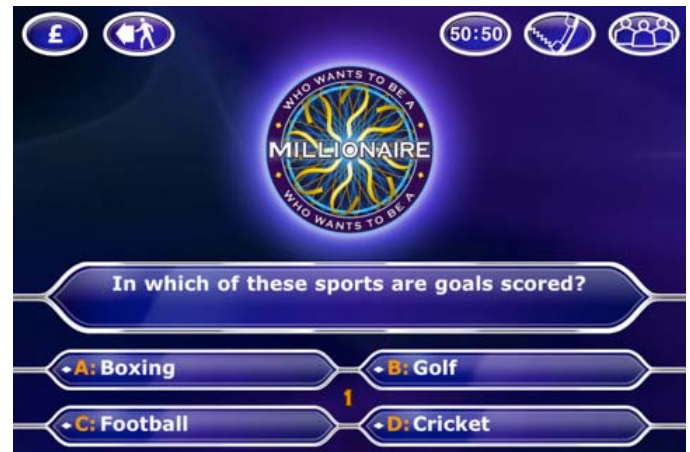 £
50:50
WHO WANTS TO BE A
MILLIONAIRE
WHO WANTS TO BE A
In which of these sports are goals scored?
A: Boxing
B: Golf
1
C: Football
D: Cricket